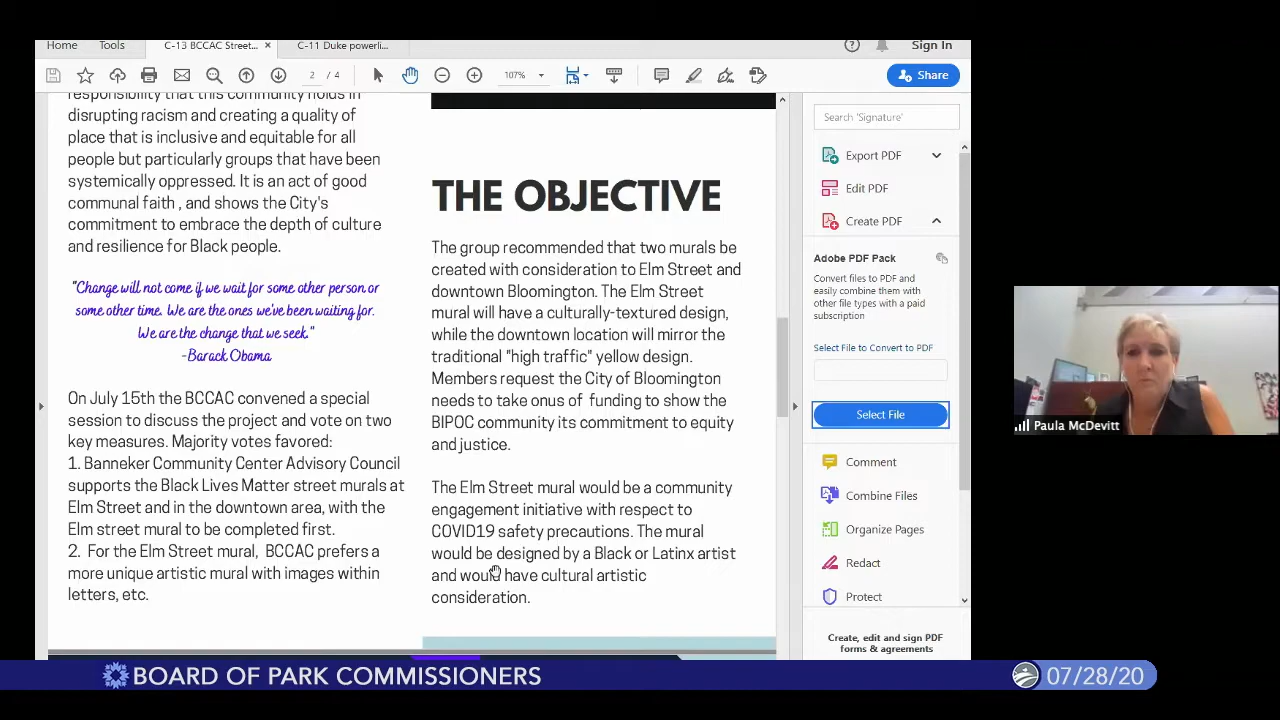 Home
Tools
C-13 BCCAC Street...
C-11 Duke powerli...
Sign In
2 / 4
107%
Share
responsibility that this community holds in
disrupting racism and creating a quality of
place that is inclusive and equitable for all
people but particularly groups that have been
systemically oppressed. It is an act of good
communal faith , and shows the City's
commitment to embrace the depth of culture
and resilience for Black people.
"Change will not come if we wait for some other person or
some other time. We are the ones we've been waiting for.
We are the change that we seek."
-Barack Obama
On July 15th the BCCAC convened a special
session to discuss the project and vote on two
key measures. Majority votes favored:
1. Banneker Community Center Advisory Council
supports the Black Lives Matter street murals at
Elm Street and in the downtown area, with the
Elm street mural to be completed first.
2. For the Elm Street mural, BCCAC prefers a
more unique artistic mural with images within
letters, etc.
THE OBJECTIVE
The group recommended that two murals be
created with consideration to Elm Street and
downtown Bloomington. The Elm Street
mural will have a culturally-textured design,
while the downtown location will mirror the
traditional "high traffic" yellow design.
Members request the City of Bloomington
needs to take onus of funding to show the
BIPOC community its commitment to equity
and justice.
The Elm Street mural would be a community
engagement initiative with respect to
COVID19 safety precautions. The mural
would be designed by a Black or Latinx artist
and would have cultural artistic
consideration.
Search 'Signature'
Export PDF
Edit PDF
Create PDF
Adobe PDF Pack
Convert files to PDF and
easily combine them with
other file types with a paid
subscription
Select File to Convert to PDF
Select File
Comment
Combine Files
Organize Pages
Redact
Protect
Create, edit and sign PDF
forms & agreements
Paula McDevitt
BOARD OF PARK COMMISSIONERS
07/28/20